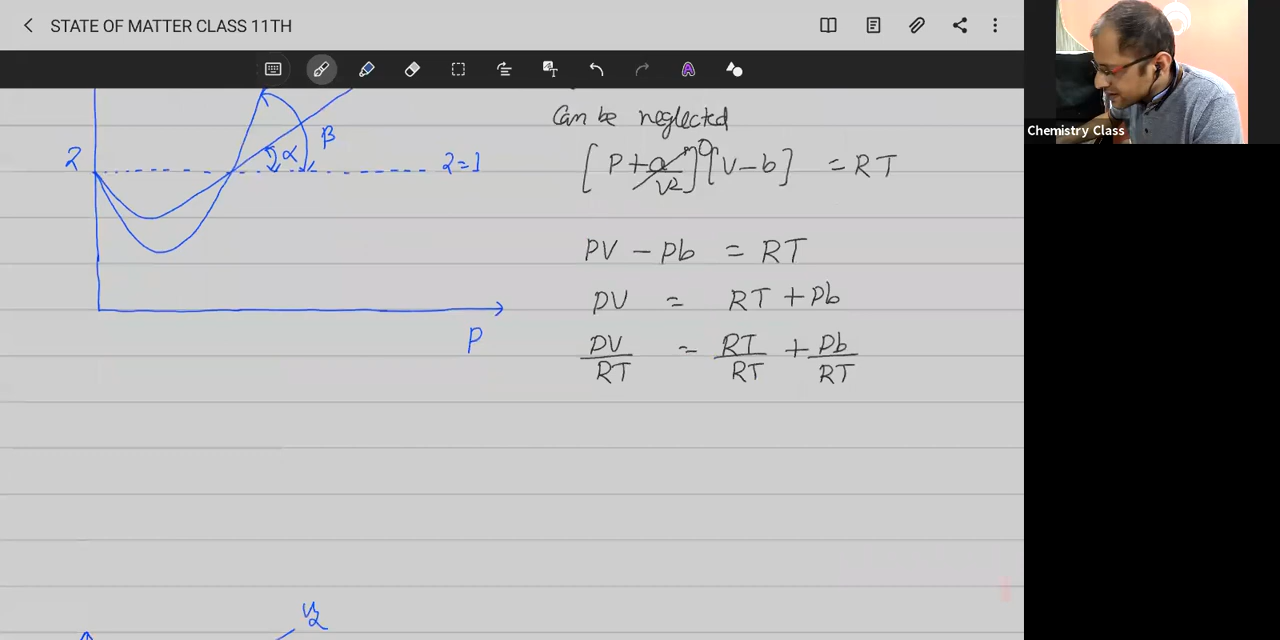 STATE OF MATTER CLASS 11TH
Chemistry Class
Can be neglected
[P + a/V2] [V - b] = RT
0
β
α
Z
Z=1
PV - Pb = RT
PV = RT + Pb
PV/RT = RT/RT + Pb/RT
P